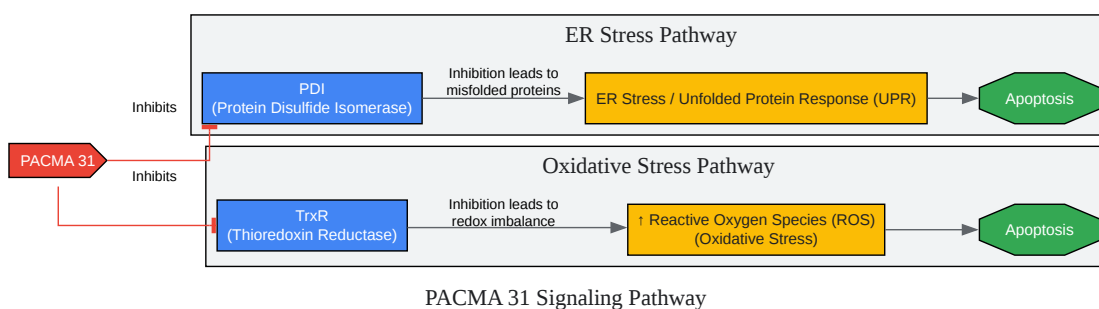 ER Stress Pathway
Inhibits
PDI
(Protein Disulfide Isomerase)
Inhibition leads to
misfolded proteins
ER Stress / Unfolded Protein Response (UPR)
Apoptosis
PACMA 31
Inhibits
Oxidative Stress Pathway
TrxR
(Thioredoxin Reductase)
Inhibition leads to
redox imbalance
↑ Reactive Oxygen Species (ROS)
(Oxidative Stress)
Apoptosis
PACMA 31 Signaling Pathway